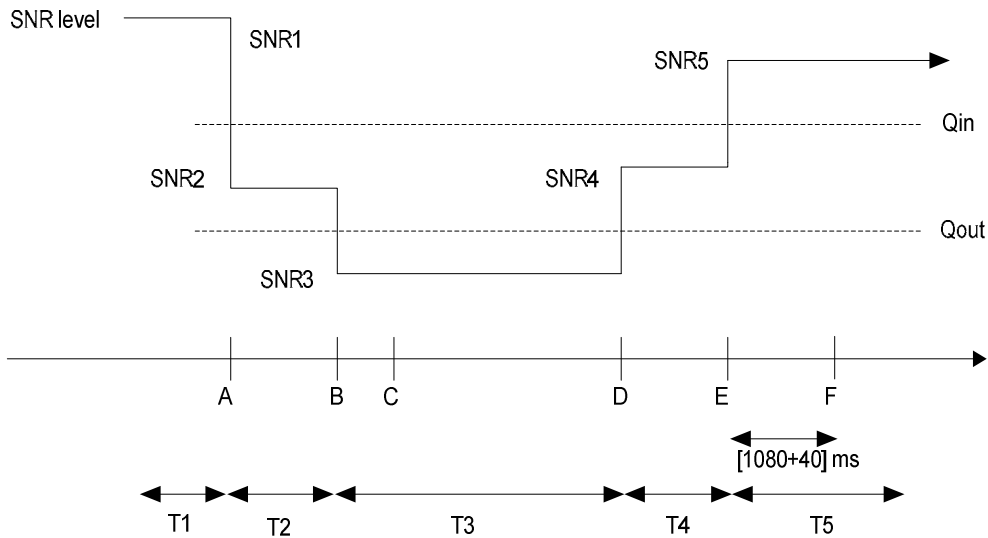 SNR level
SNR1
SNR5
Qin
SNR2
SNR4
Qout
SNR3
A
B
C
D
E
F
[1080+40] ms
T1
T2
T3
T4
T5